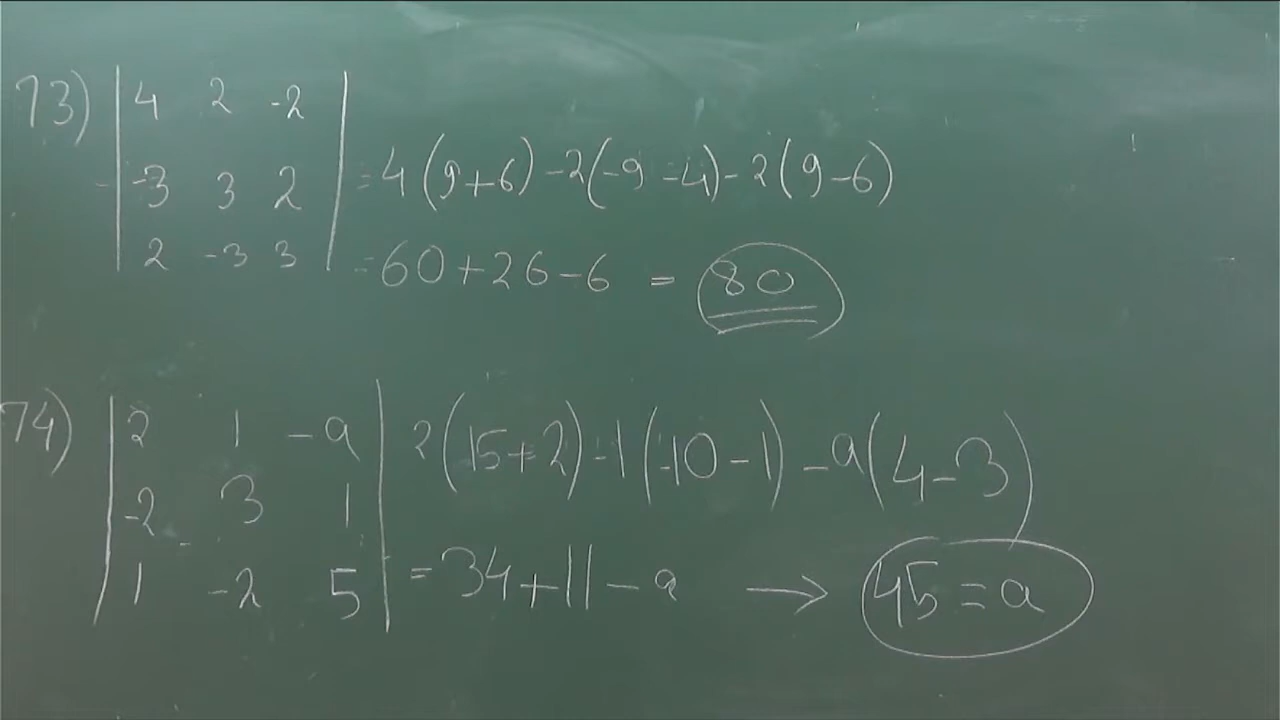 73) | 4 2 -2 |
| -3 3 2 | = 4(9+6) -2(-9-4) -2(9-6)
| 2 -3 3 | = 60+26-6 = 80
74) | 2 1 -a | 2(15+2) -1(-10-1) -a(4-3)
| -2 3 1 |
| 1 -2 5 | = 34+11-a → 45=a